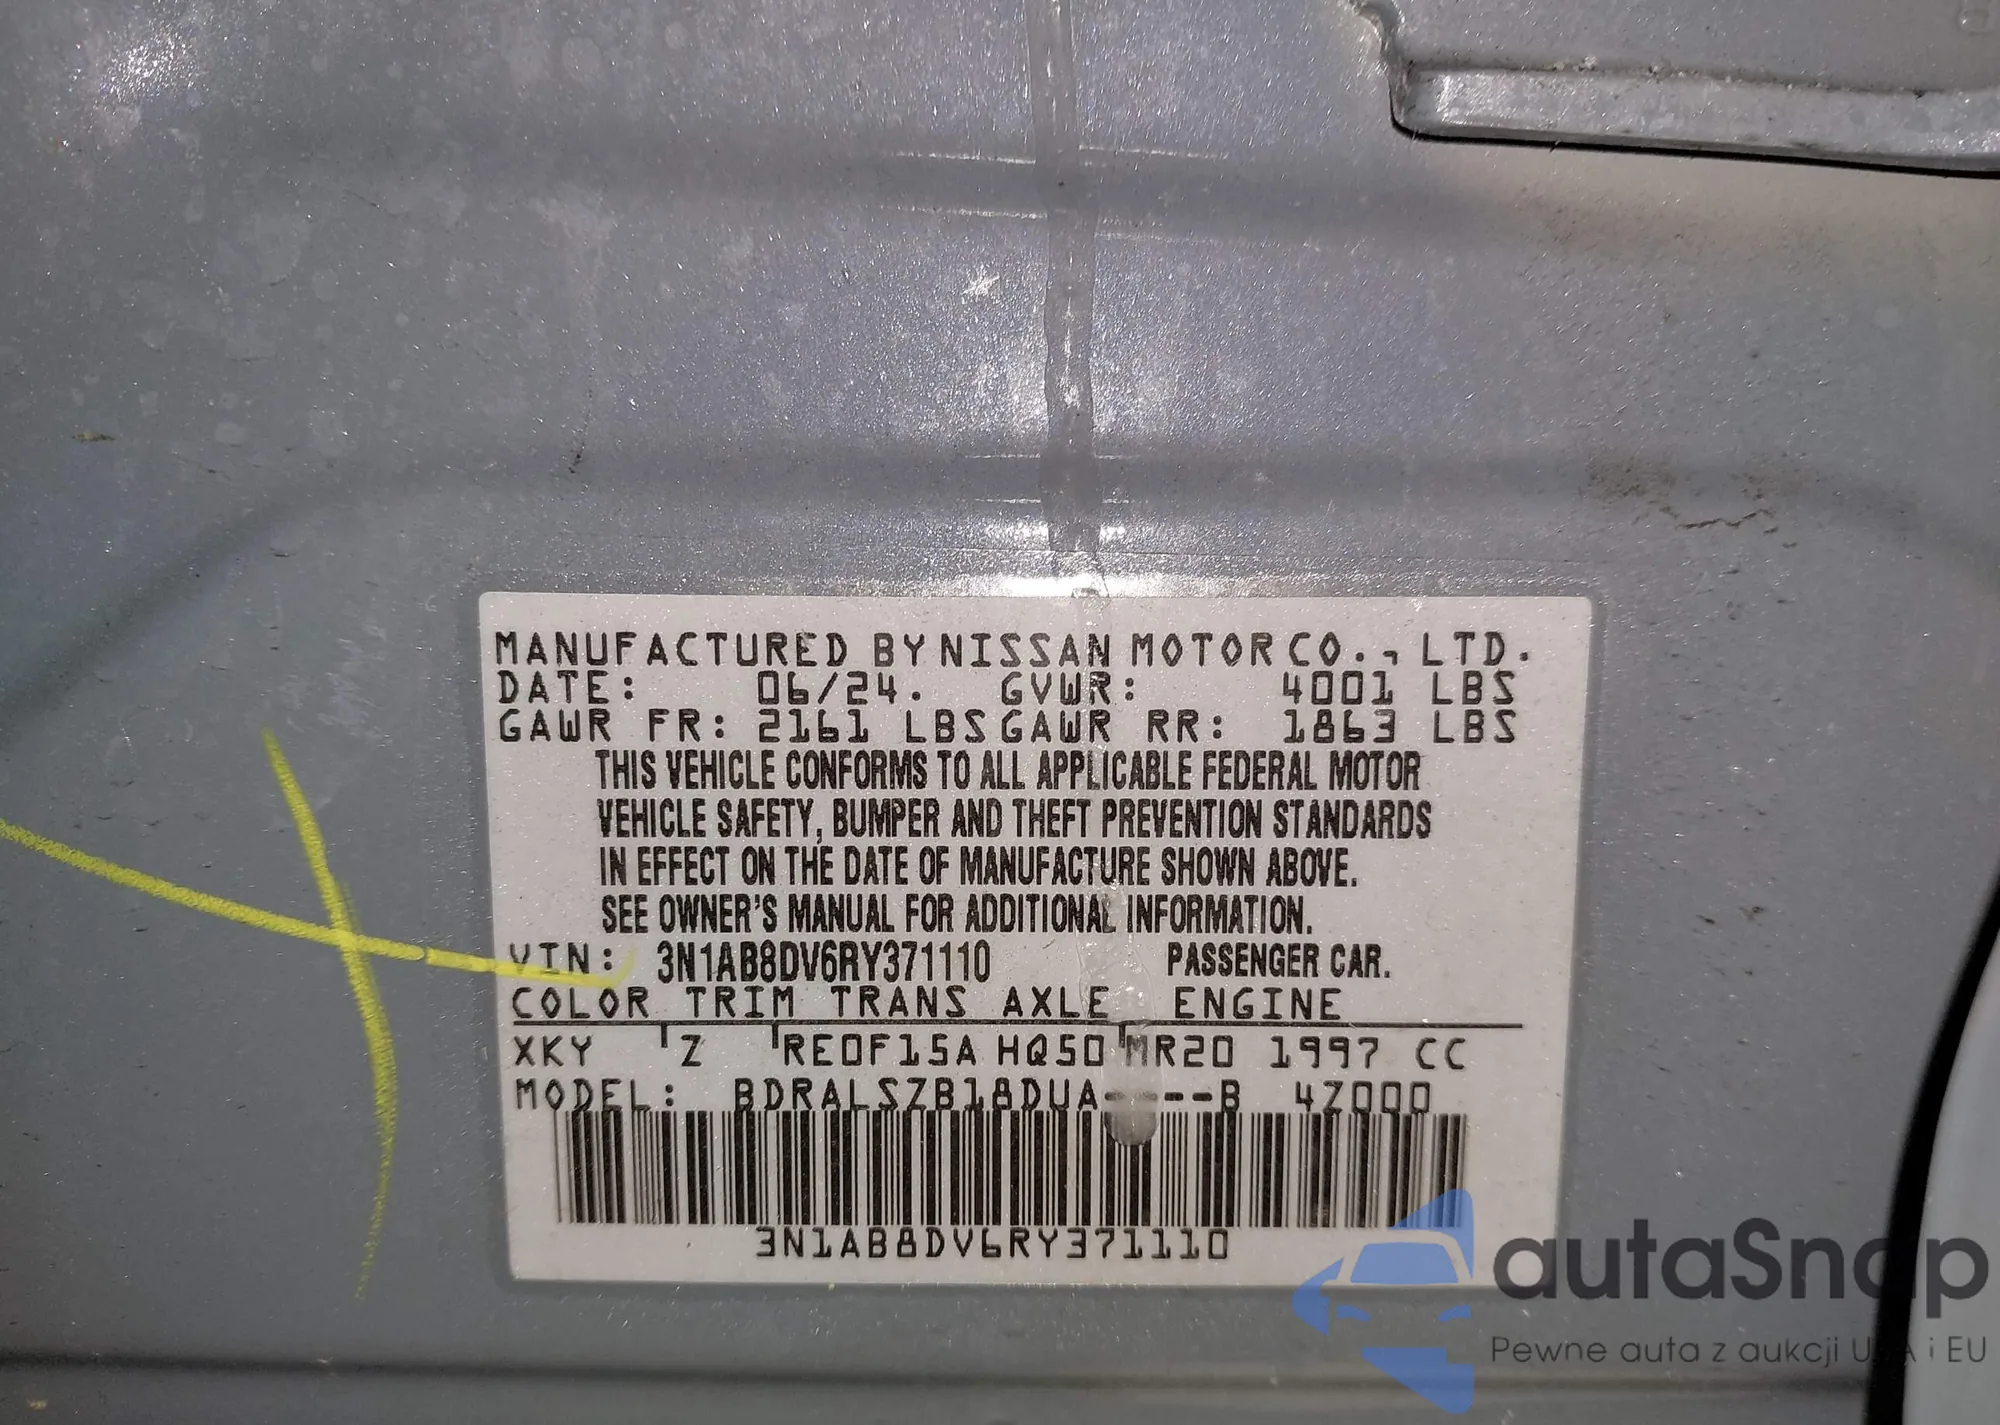 MANUFACTURED BY NISSAN MOTOR CO., LTD.
DATE: 06/24. GVWR: 4001 LBS
GAWR FR: 2161 LBS GAWR RR: 1863 LBS
THIS VEHICLE CONFORMS TO ALL APPLICABLE FEDERAL MOTOR
VEHICLE SAFETY, BUMPER AND THEFT PREVENTION STANDARDS
IN EFFECT ON THE DATE OF MANUFACTURE SHOWN ABOVE.
SEE OWNER'S MANUAL FOR ADDITIONAL INFORMATION.
VIN: 3N1AB8DV6RY371110 PASSENGER CAR.
COLOR TRIM TRANS AXLE ENGINE
XKY Z RE0F15A HQ50 MR20 1997 CC
MODEL: BDRALSZB18DUA----B 4Z000
3N1AB8DV6RY371110
autaSnap
Pewne auta z aukcji USA i EU